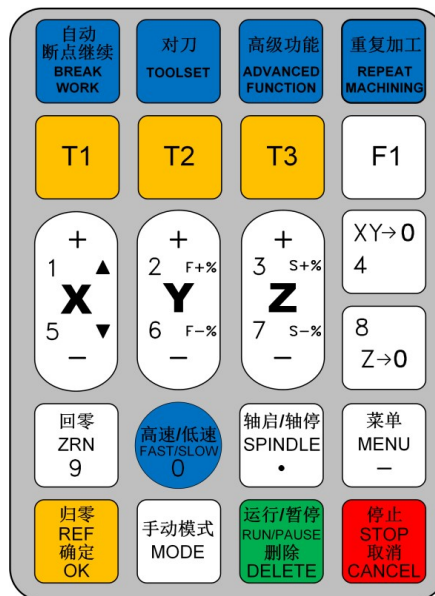 自动
断点继续
BREAK
WORK
对刀
TOOLSET
高级功能
ADVANCED
FUNCTION
重复加工
REPEAT
MACHINING
T1
T2
T3
F1
+
1 ▲
X
5 ▼
−
+
2 F+%
Y
6 F−%
−
+
3 S+%
Z
7 S−%
−
XY→0
4
8
Z→0
回零
ZRN
9
高速/低速
FAST/SLOW
0
轴启/轴停
SPINDLE
•
菜单
MENU
−
归零
REF
确定
OK
手动模式
MODE
运行/暂停
RUN/PAUSE
删除
DELETE
停止
STOP
取消
CANCEL